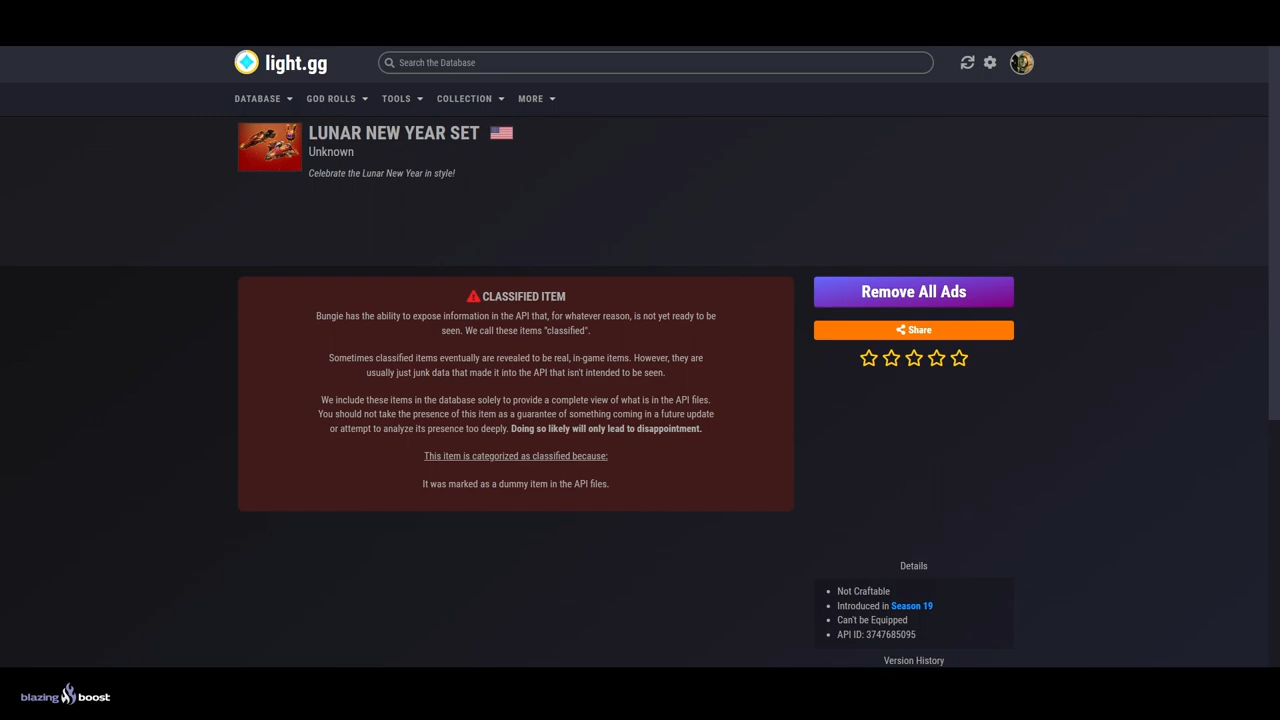 light.gg
Search the Database
DATABASE
GOD ROLLS
TOOLS
COLLECTION
MORE
LUNAR NEW YEAR SET
Unknown
Celebrate the Lunar New Year in style!
CLASSIFIED ITEM
Bungie has the ability to expose information in the API that, for whatever reason, is not yet ready to be
seen. We call these items "classified".
Sometimes classified items eventually are revealed to be real, in-game items. However, they are
usually just junk data that made it into the API that isn't intended to be seen.
We include these items in the database solely to provide a complete view of what is in the API files.
You should not take the presence of this item as a guarantee of something coming in a future update
or attempt to analyze its presence too deeply. Doing so likely will only lead to disappointment.
This item is categorized as classified because:
It was marked as a dummy item in the API files.
Remove All Ads
Share
Details
Not Craftable
Introduced in Season 19
Can't be Equipped
API ID: 3747685095
Version History
blazing boost